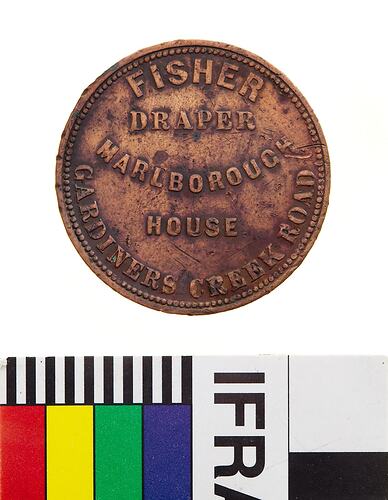 FISHER
DRAPER
MARLBOROUGH
HOUSE
GARDINERS CREEK ROAD
IFRA